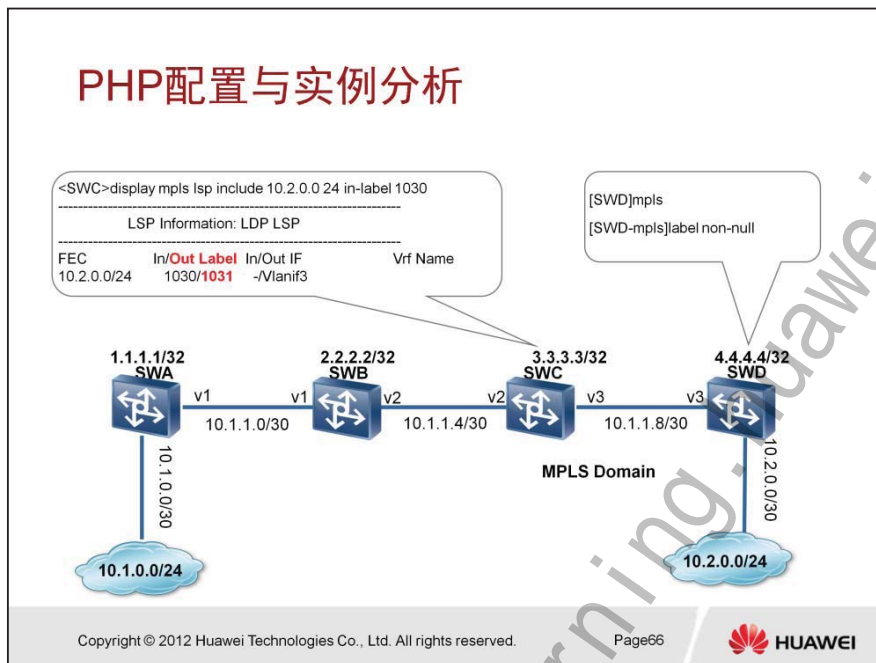 PHP配置与实例分析
<SWC>display mpls lsp include 10.2.0.0 24 in-label 1030
----------------------------------------------------------------------
LSP Information: LDP LSP
----------------------------------------------------------------------
FEC In/Out Label In/Out IF Vrf Name
10.2.0.0/24 1030/1031 -/Vlanif3
[SWD]mpls
[SWD-mpls]label non-null
1.1.1.1/32 2.2.2.2/32 3.3.3.3/32 4.4.4.4/32
SWA SWB SWC SWD
v1 v1 v2 v2 v3 v3
10.1.1.0/30 10.1.1.4/30 10.1.1.8/30
MPLS Domain
10.1.0.0/30
10.2.0.0/30
10.1.0.0/24
10.2.0.0/24
Copyright © 2012 Huawei Technologies Co., Ltd. All rights reserved.
Page66
HUAWEI